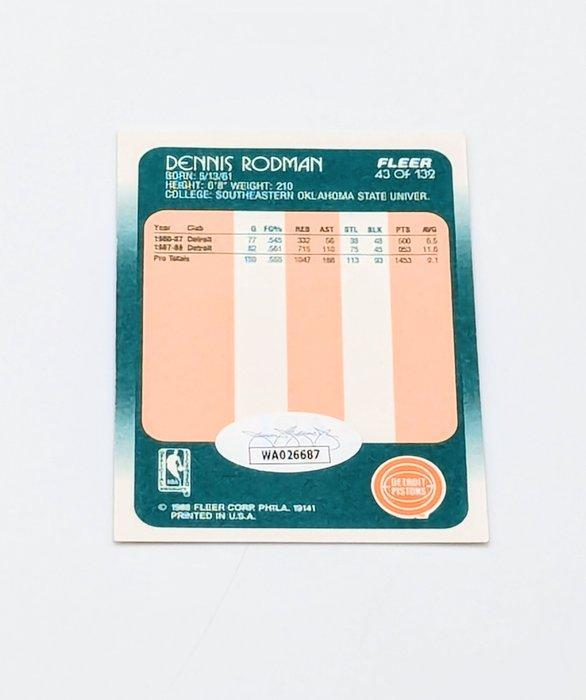 DENNIS RODMAN
FLEER
43 OF 132
BORN: 5/13/61
HEIGHT: 6'8" WEIGHT: 210
COLLEGE: SOUTHEASTERN OKLAHOMA STATE UNIVER.
Year Club G FG% REB AST STL BLK PTS AVG
1986-87 Detroit 77 .545 332 56 38 48 500 6.5
1987-88 Detroit 82 .561 715 110 75 45 953 11.6
Pro Totals 159 .555 1047 166 113 93 1453 9.1
WA026687
NBA
DETROIT
PISTONS
© 1988 FLEER CORP. PHILA. 19141
PRINTED IN U.S.A.